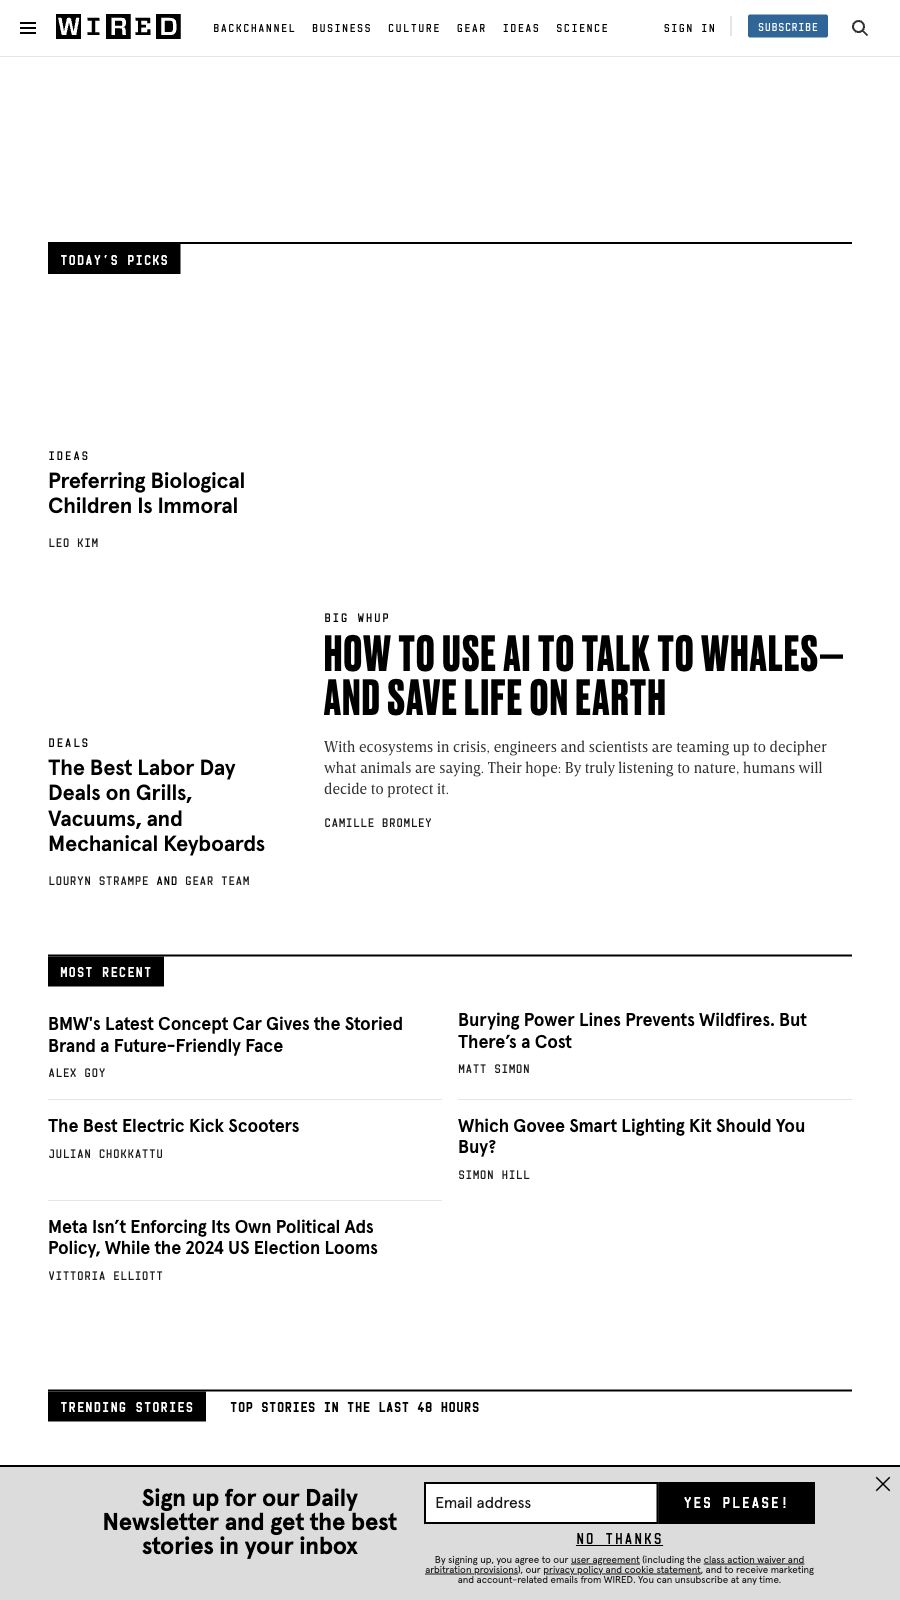 WIRED
BACKCHANNEL BUSINESS CULTURE GEAR IDEAS SCIENCE
SIGN IN
SUBSCRIBE
TODAY'S PICKS
IDEAS
Preferring Biological
Children Is Immoral
LEO KIM
DEALS
The Best Labor Day
Deals on Grills,
Vacuums, and
Mechanical Keyboards
LOURYN STRAMPE AND GEAR TEAM
BIG WHUP
HOW TO USE AI TO TALK TO WHALES—
AND SAVE LIFE ON EARTH
With ecosystems in crisis, engineers and scientists are teaming up to decipher
what animals are saying. Their hope: By truly listening to nature, humans will
decide to protect it.
CAMILLE BROMLEY
MOST RECENT
BMW's Latest Concept Car Gives the Storied
Brand a Future-Friendly Face
ALEX GOY
Burying Power Lines Prevents Wildfires. But
There’s a Cost
MATT SIMON
The Best Electric Kick Scooters
JULIAN CHOKKATTU
Which Govee Smart Lighting Kit Should You
Buy?
SIMON HILL
Meta Isn’t Enforcing Its Own Political Ads
Policy, While the 2024 US Election Looms
VITTORIA ELLIOTT
TRENDING STORIES
TOP STORIES IN THE LAST 48 HOURS
Sign up for our Daily
Newsletter and get the best
stories in your inbox
Email address
YES PLEASE!
NO THANKS
By signing up, you agree to our user agreement (including the class action waiver and
arbitration provisions), our privacy policy and cookie statement, and to receive marketing
and account-related emails from WIRED. You can unsubscribe at any time.